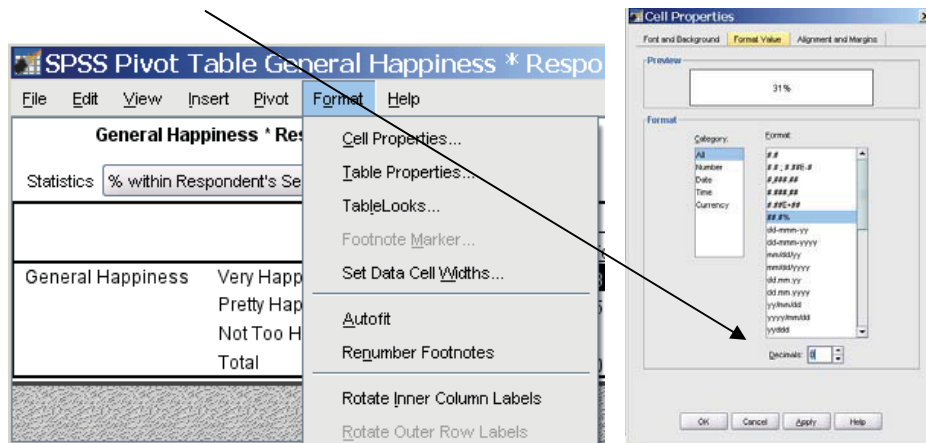 SPSS Pivot Table General Happiness * Respo
File Edit View Insert Pivot Format Help
General Happiness * Res
Statistics % within Respondent's Se
General Happiness Very Happ
Pretty Hap
Not Too H
Total
Cell Properties...
Table Properties...
TableLooks...
Footnote Marker...
Set Data Cell Widths...
Autofit
Renumber Footnotes
Rotate Inner Column Labels
Rotate Outer Row Labels
Cell Properties
Font and Background Format Value Alignment and Margins
Preview
31%
Format
Category: Format:
All
Number
Date
Time
Currency
#.#
#,###.##
#.##E+##
##.#%
dd-mmm-yy
dd-mmm-yyyy
mm/dd/yy
mm/dd/yyyy
dd.mm.yy
dd.mm.yyyy
yy/mm/dd
yyyy/mm/dd
yyddd
Decimals: 0
OK Cancel Apply Help